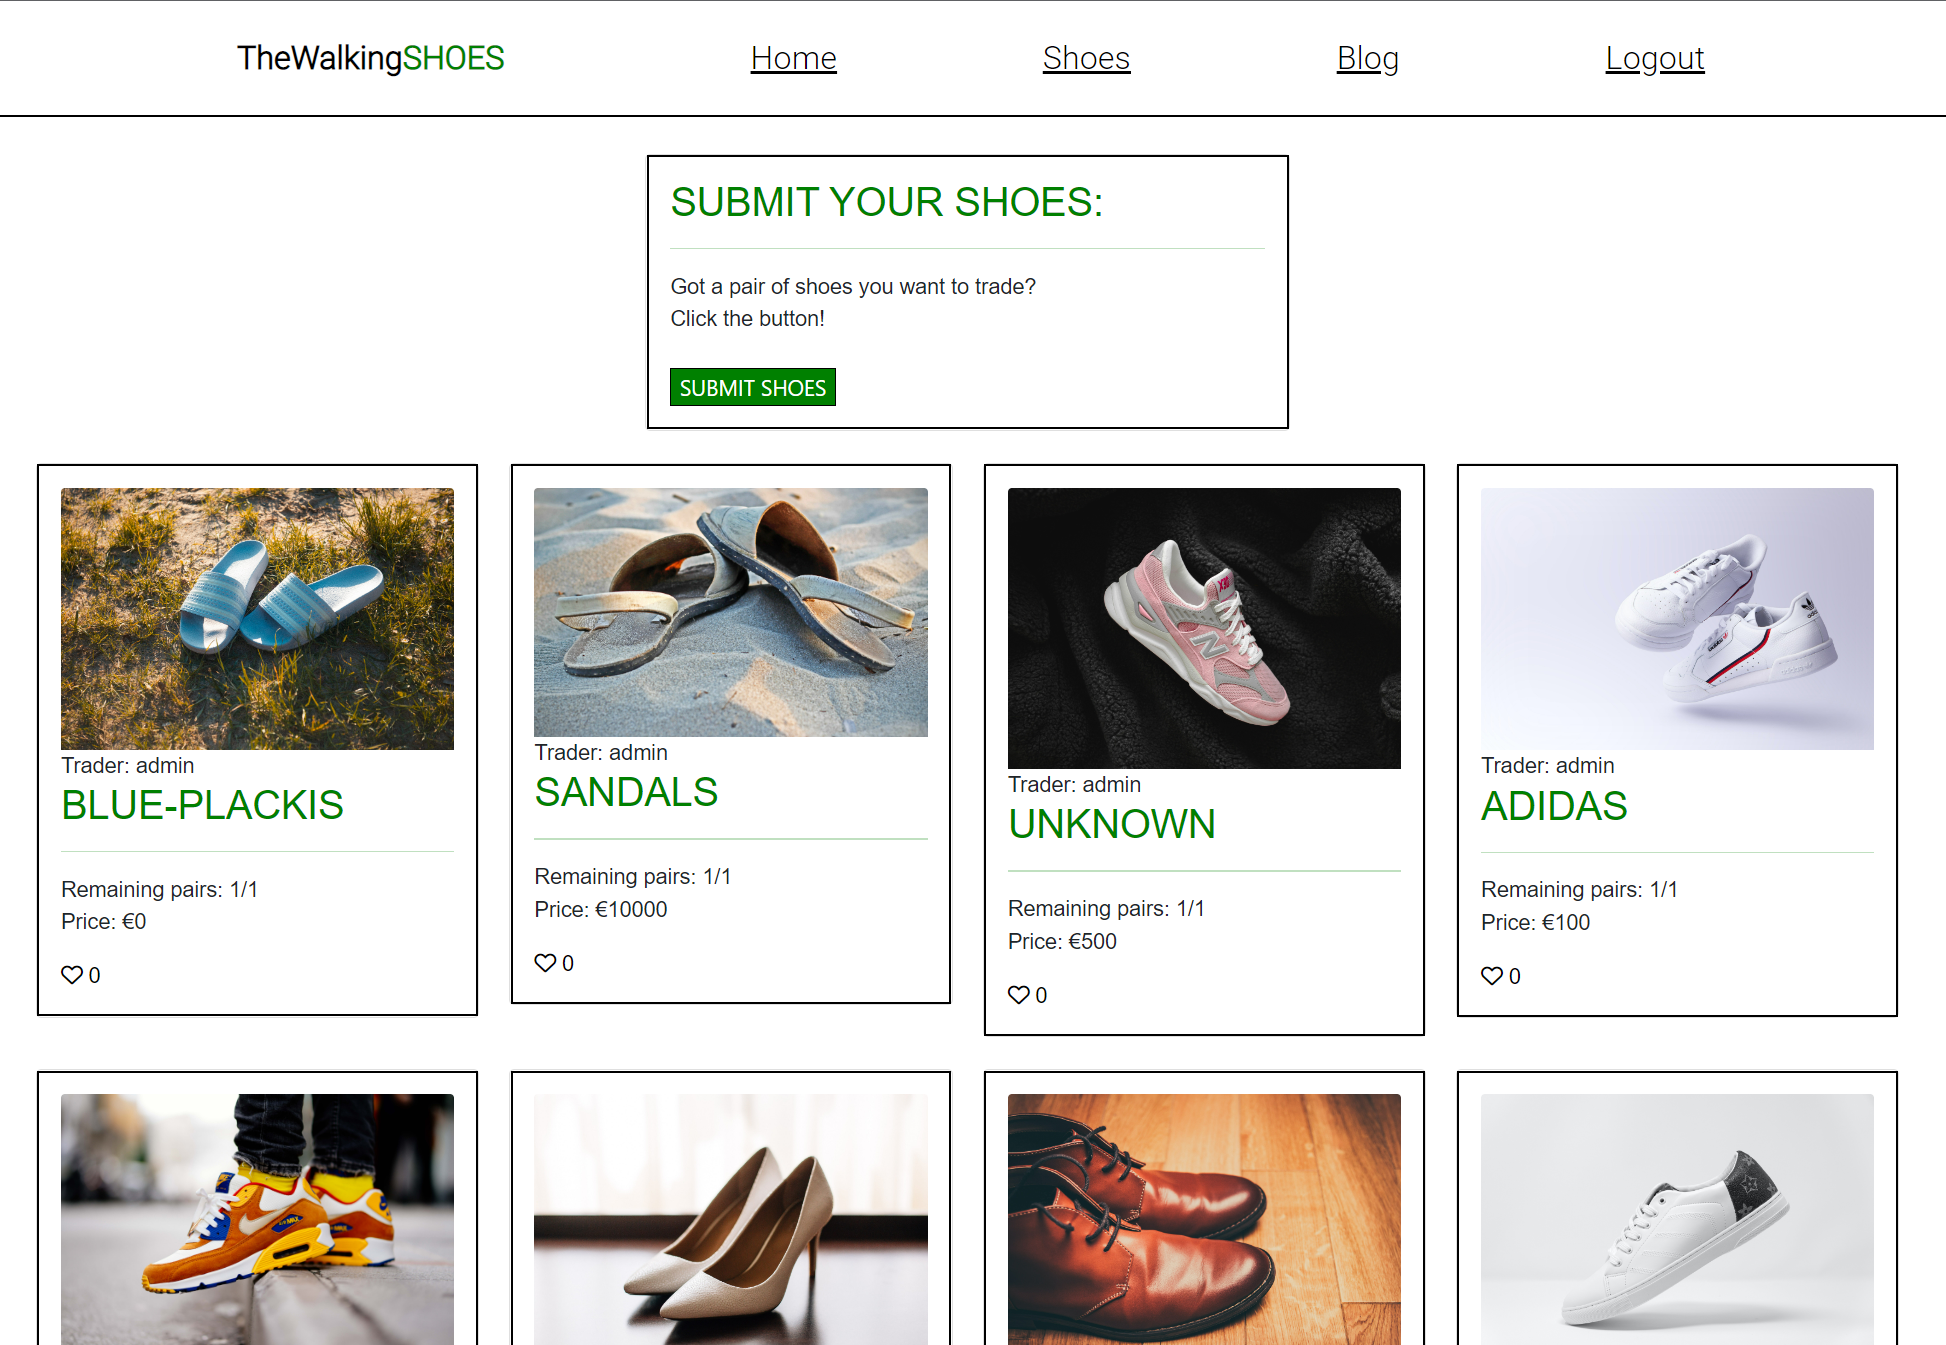 TheWalkingSHOES
Home
Shoes
Blog
Logout
SUBMIT YOUR SHOES:
Got a pair of shoes you want to trade?
Click the button!
SUBMIT SHOES
Trader: admin
BLUE-PLACKIS
Remaining pairs: 1/1
Price: €0
0
Trader: admin
SANDALS
Remaining pairs: 1/1
Price: €10000
0
N
Trader: admin
UNKNOWN
Remaining pairs: 1/1
Price: €500
0
adidas
Trader: admin
ADIDAS
Remaining pairs: 1/1
Price: €100
0